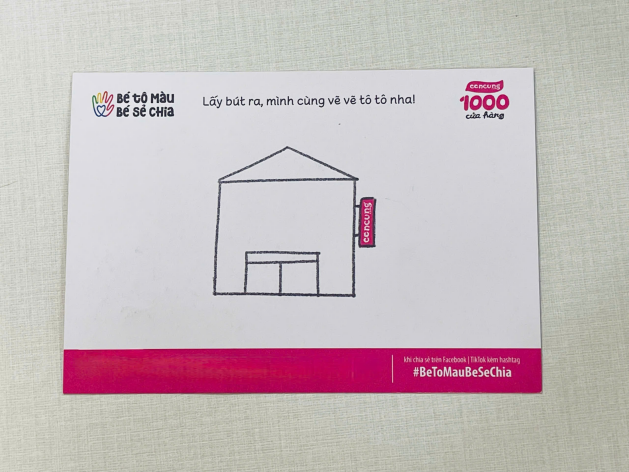 Bé tô màu
Bé sẻ chia
Lấy bút ra, mình cùng vẽ vẽ tô tô nha!
concung
1000
cửa hàng
concung
khi chia sẻ trên Facebook | TikTok kèm hashtag
#BeToMauBeSeChia